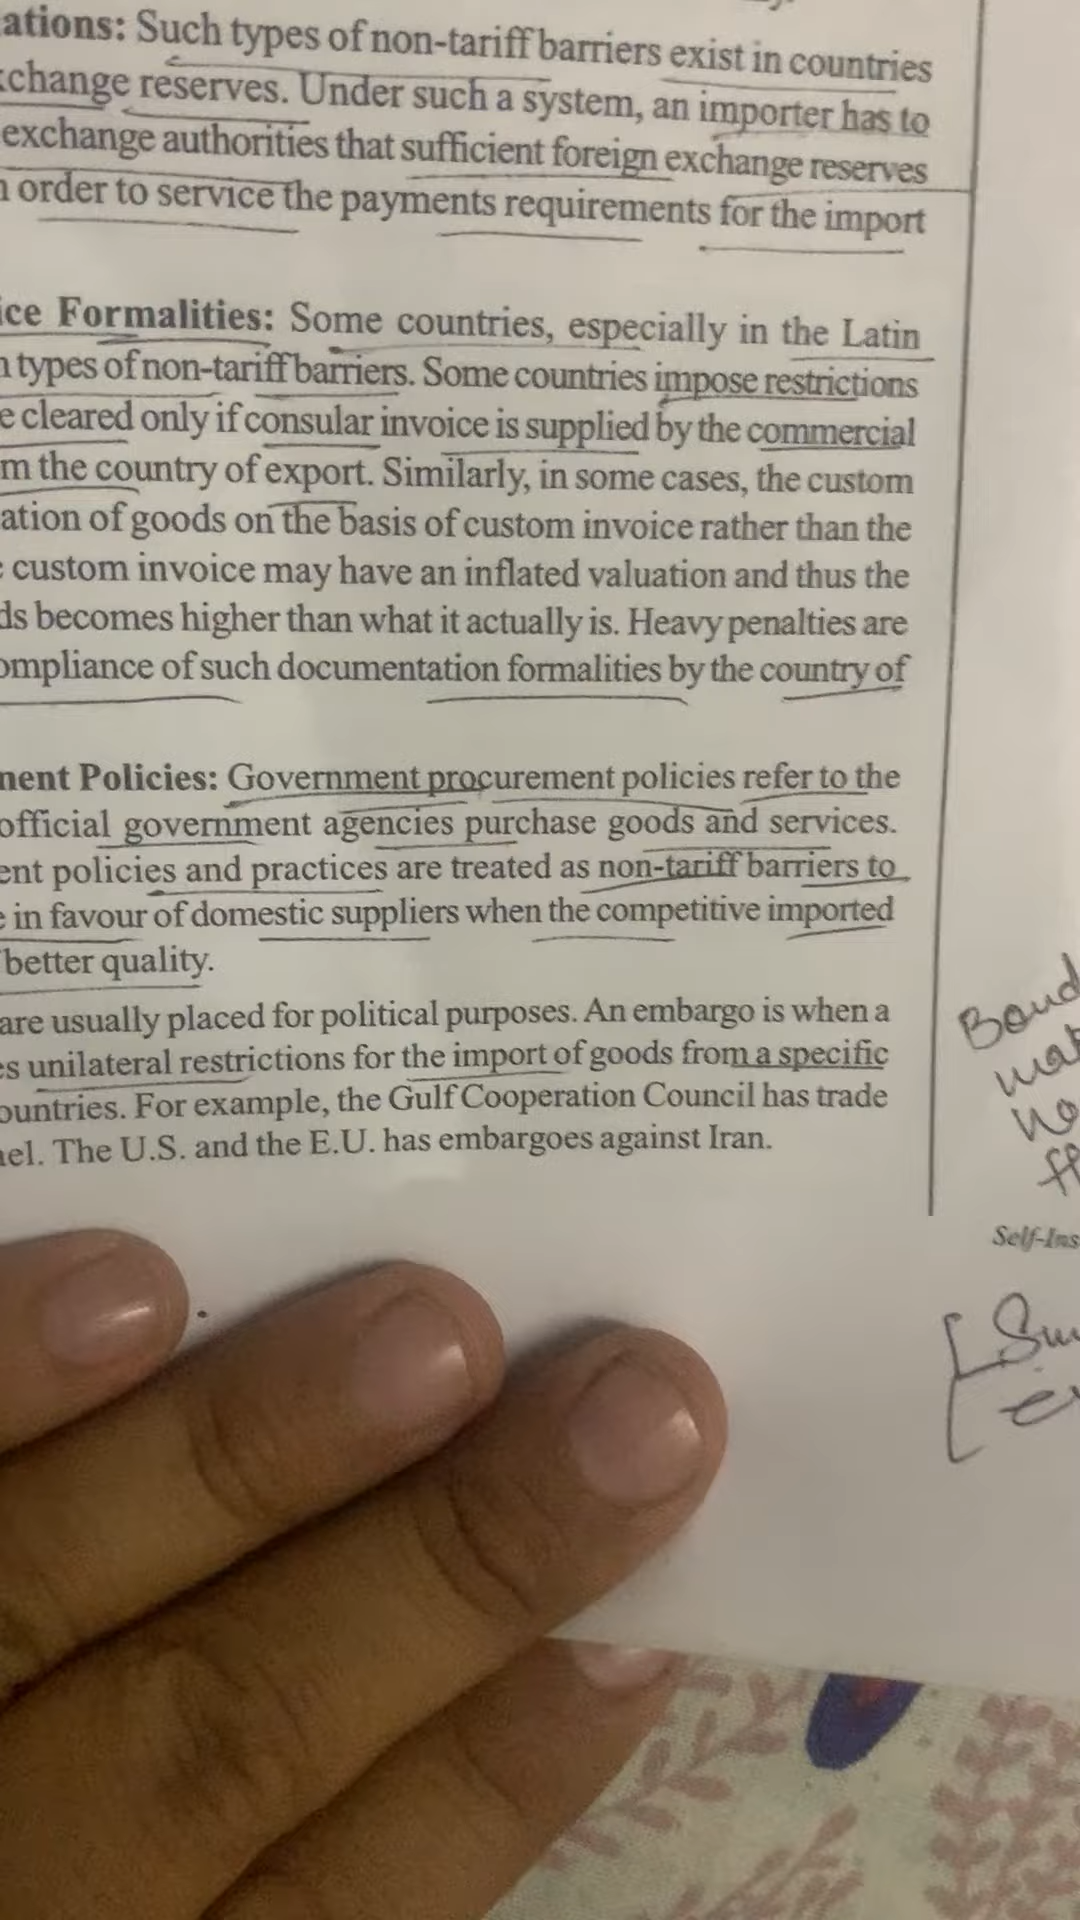 ations: Such types of non-tariff barriers exist in countries
change reserves. Under such a system, an importer has to
exchange authorities that sufficient foreign exchange reserves
order to service the payments requirements for the import
ice Formalities: Some countries, especially in the Latin
types of non-tariff barriers. Some countries impose restrictions
e cleared only if consular invoice is supplied by the commercial
m the country of export. Similarly, in some cases, the custom
ation of goods on the basis of custom invoice rather than the
custom invoice may have an inflated valuation and thus the
ds becomes higher than what it actually is. Heavy penalties are
ompliance of such documentation formalities by the country of
nent Policies: Government procurement policies refer to the
official government agencies purchase goods and services.
ent policies and practices are treated as non-tariff barriers to
e in favour of domestic suppliers when the competitive imported
better quality.
are usually placed for political purposes. An embargo is when a
es unilateral restrictions for the import of goods from a specific
ountries. For example, the Gulf Cooperation Council has trade
ael. The U.S. and the E.U. has embargoes against Iran.
Self-Ins